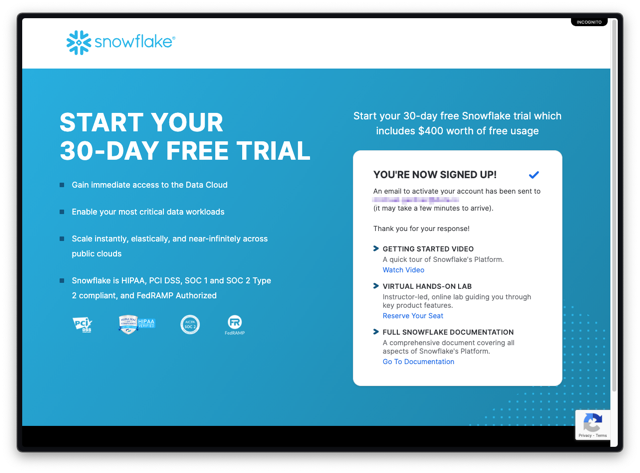 INCOGNITO
snowflake®
START YOUR
30-DAY FREE TRIAL
Gain immediate access to the Data Cloud
Enable your most critical data workloads
Scale instantly, elastically, and near-infinitely across
public clouds
Snowflake is HIPAA, PCI DSS, SOC 1 and SOC 2 Type
2 compliant, and FedRAMP Authorized
PCI
HIPAA
SOC 2
FR
FedRAMP
Start your 30-day free Snowflake trial which
includes $400 worth of free usage
YOU'RE NOW SIGNED UP!
An email to activate your account has been sent to
(it may take a few minutes to arrive).
Thank you for your response!
GETTING STARTED VIDEO
A quick tour of Snowflake's Platform.
Watch Video
VIRTUAL HANDS-ON LAB
Instructor-led, online lab guiding you through
key product features.
Reserve Your Seat
FULL SNOWFLAKE DOCUMENTATION
A comprehensive document covering all
aspects of Snowflake's Platform.
Go To Documentation
Privacy - Terms